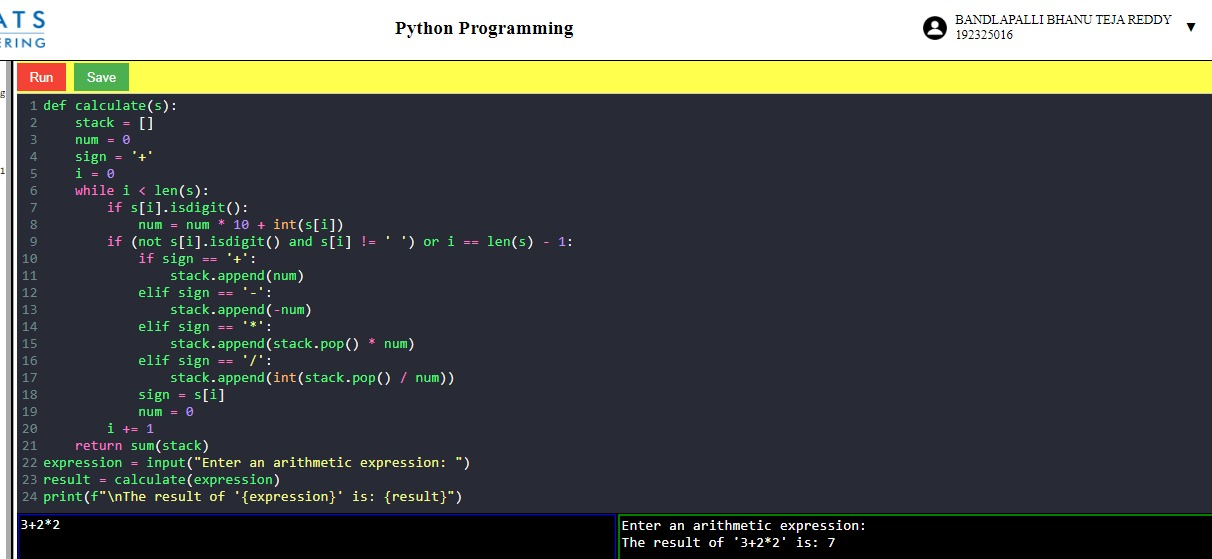 ATS
ERING
Python Programming
BANDLAPALLI BHANU TEJA REDDY
192325016
Run
Save
1 def calculate(s):
2     stack = []
3     num = 0
4     sign = '+'
5     i = 0
6     while i < len(s):
7         if s[i].isdigit():
8             num = num * 10 + int(s[i])
9         if (not s[i].isdigit() and s[i] != ' ') or i == len(s) - 1:
10             if sign == '+':
11                 stack.append(num)
12             elif sign == '-':
13                 stack.append(-num)
14             elif sign == '*':
15                 stack.append(stack.pop() * num)
16             elif sign == '/':
17                 stack.append(int(stack.pop() / num))
18             sign = s[i]
19             num = 0
20         i += 1
21     return sum(stack)
22 expression = input("Enter an arithmetic expression: ")
23 result = calculate(expression)
24 print(f"\nThe result of '{expression}' is: {result}")
3+2*2
Enter an arithmetic expression:
The result of '3+2*2' is: 7